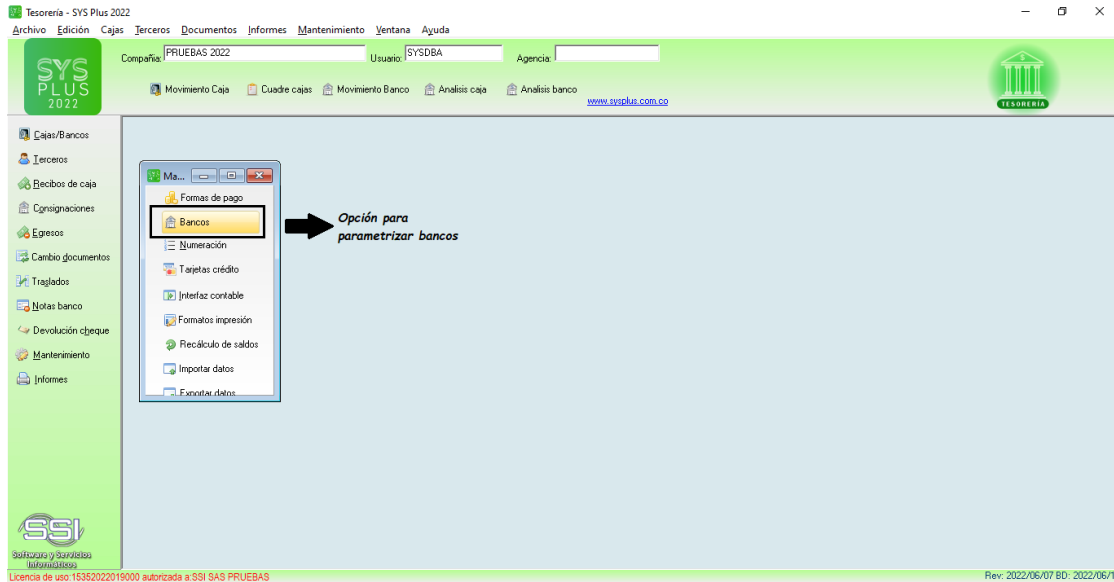 Tesorería - SYS Plus 2022
Archivo Edición Cajas Terceros Documentos Informes Mantenimiento Ventana Ayuda
SYS
PLUS
2022
Compañia: PRUEBAS 2022 Usuario: SYSDBA Agencia:
Movimiento Caja Cuadre cajas Movimiento Banco Analisis caja Analisis banco
www.sysplus.com.co
TESORERÍA
Cajas/Bancos
Terceros
Recibos de caja
Consignaciones
Egresos
Cambio documentos
Traslados
Notas banco
Devolución cheque
Mantenimiento
Informes
Ma...
Formas de pago
Bancos
Numeración
Tarjetas crédito
Interfaz contable
Formatos impresión
Recálculo de saldos
Importar datos
Exportar datos
Opción para
parametrizar bancos
SSI
Software y Servicios
Informáticos
Licencia de uso:15352022019000 autorizada a:SSI SAS PRUEBAS
Rev: 2022/06/07 BD: 2022/06/1